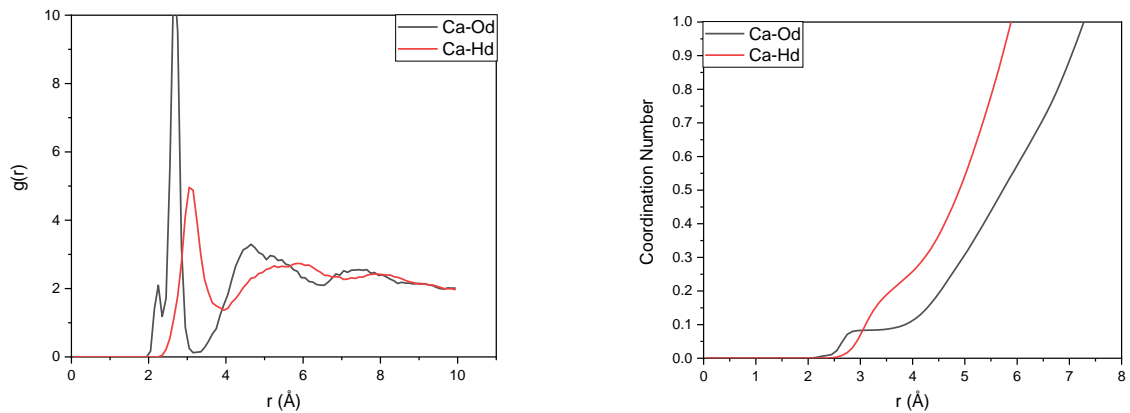 10
8
6
4
2
0
0 2 4 6 8 10
r (Å)
g(r)
Ca-Od
Ca-Hd
1.0
0.9
0.8
0.7
0.6
0.5
0.4
0.3
0.2
0.1
0.0
0 1 2 3 4 5 6 7 8
r (Å)
Coordination Number
Ca-Od
Ca-Hd